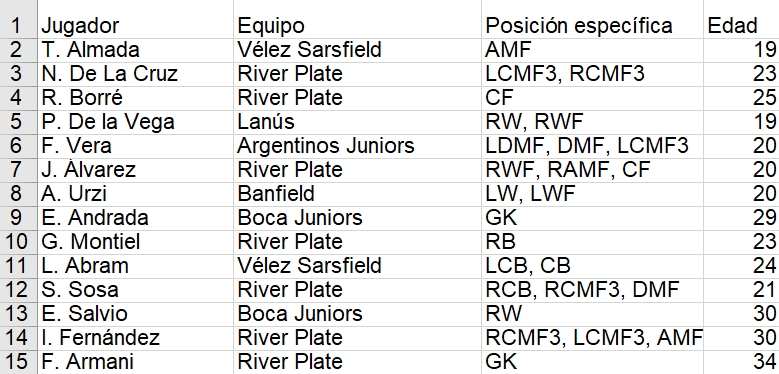 1 Jugador Equipo Posición específica Edad
2 T. Almada Vélez Sarsfield AMF 19
3 N. De La Cruz River Plate LCMF3, RCMF3 23
4 R. Borré River Plate CF 25
5 P. De la Vega Lanús RW, RWF 19
6 F. Vera Argentinos Juniors LDMF, DMF, LCMF3 20
7 J. Álvarez River Plate RWF, RAMF, CF 20
8 A. Urzi Banfield LW, LWF 20
9 E. Andrada Boca Juniors GK 29
10 G. Montiel River Plate RB 23
11 L. Abram Vélez Sarsfield LCB, CB 24
12 S. Sosa River Plate RCB, RCMF3, DMF 21
13 E. Salvio Boca Juniors RW 30
14 I. Fernández River Plate RCMF3, LCMF3, AMF 30
15 F. Armani River Plate GK 34